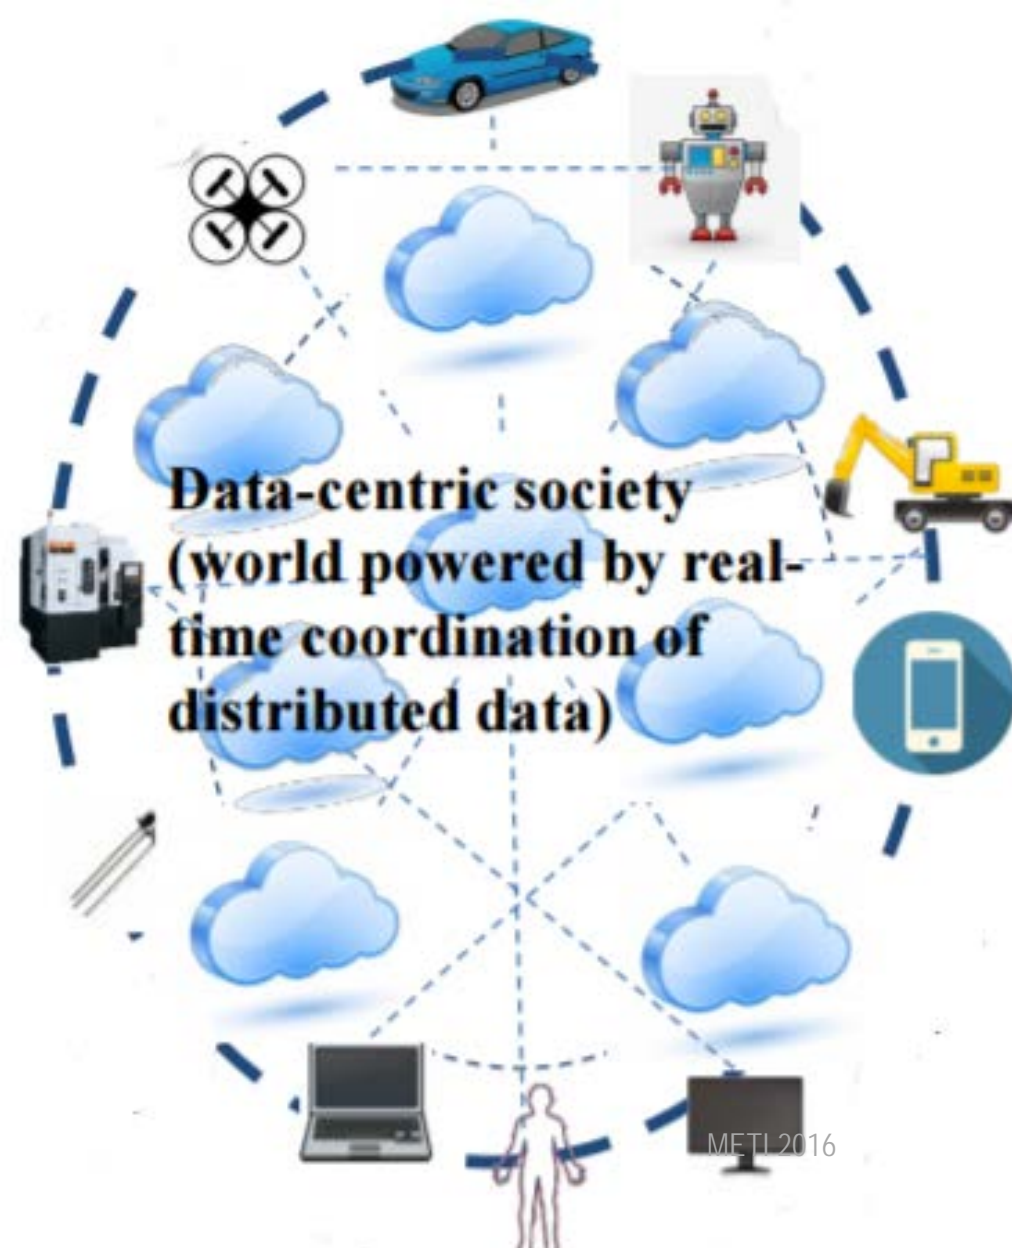 Data-centric society
(world powered by real-
time coordination of
distributed data)
METI 2016